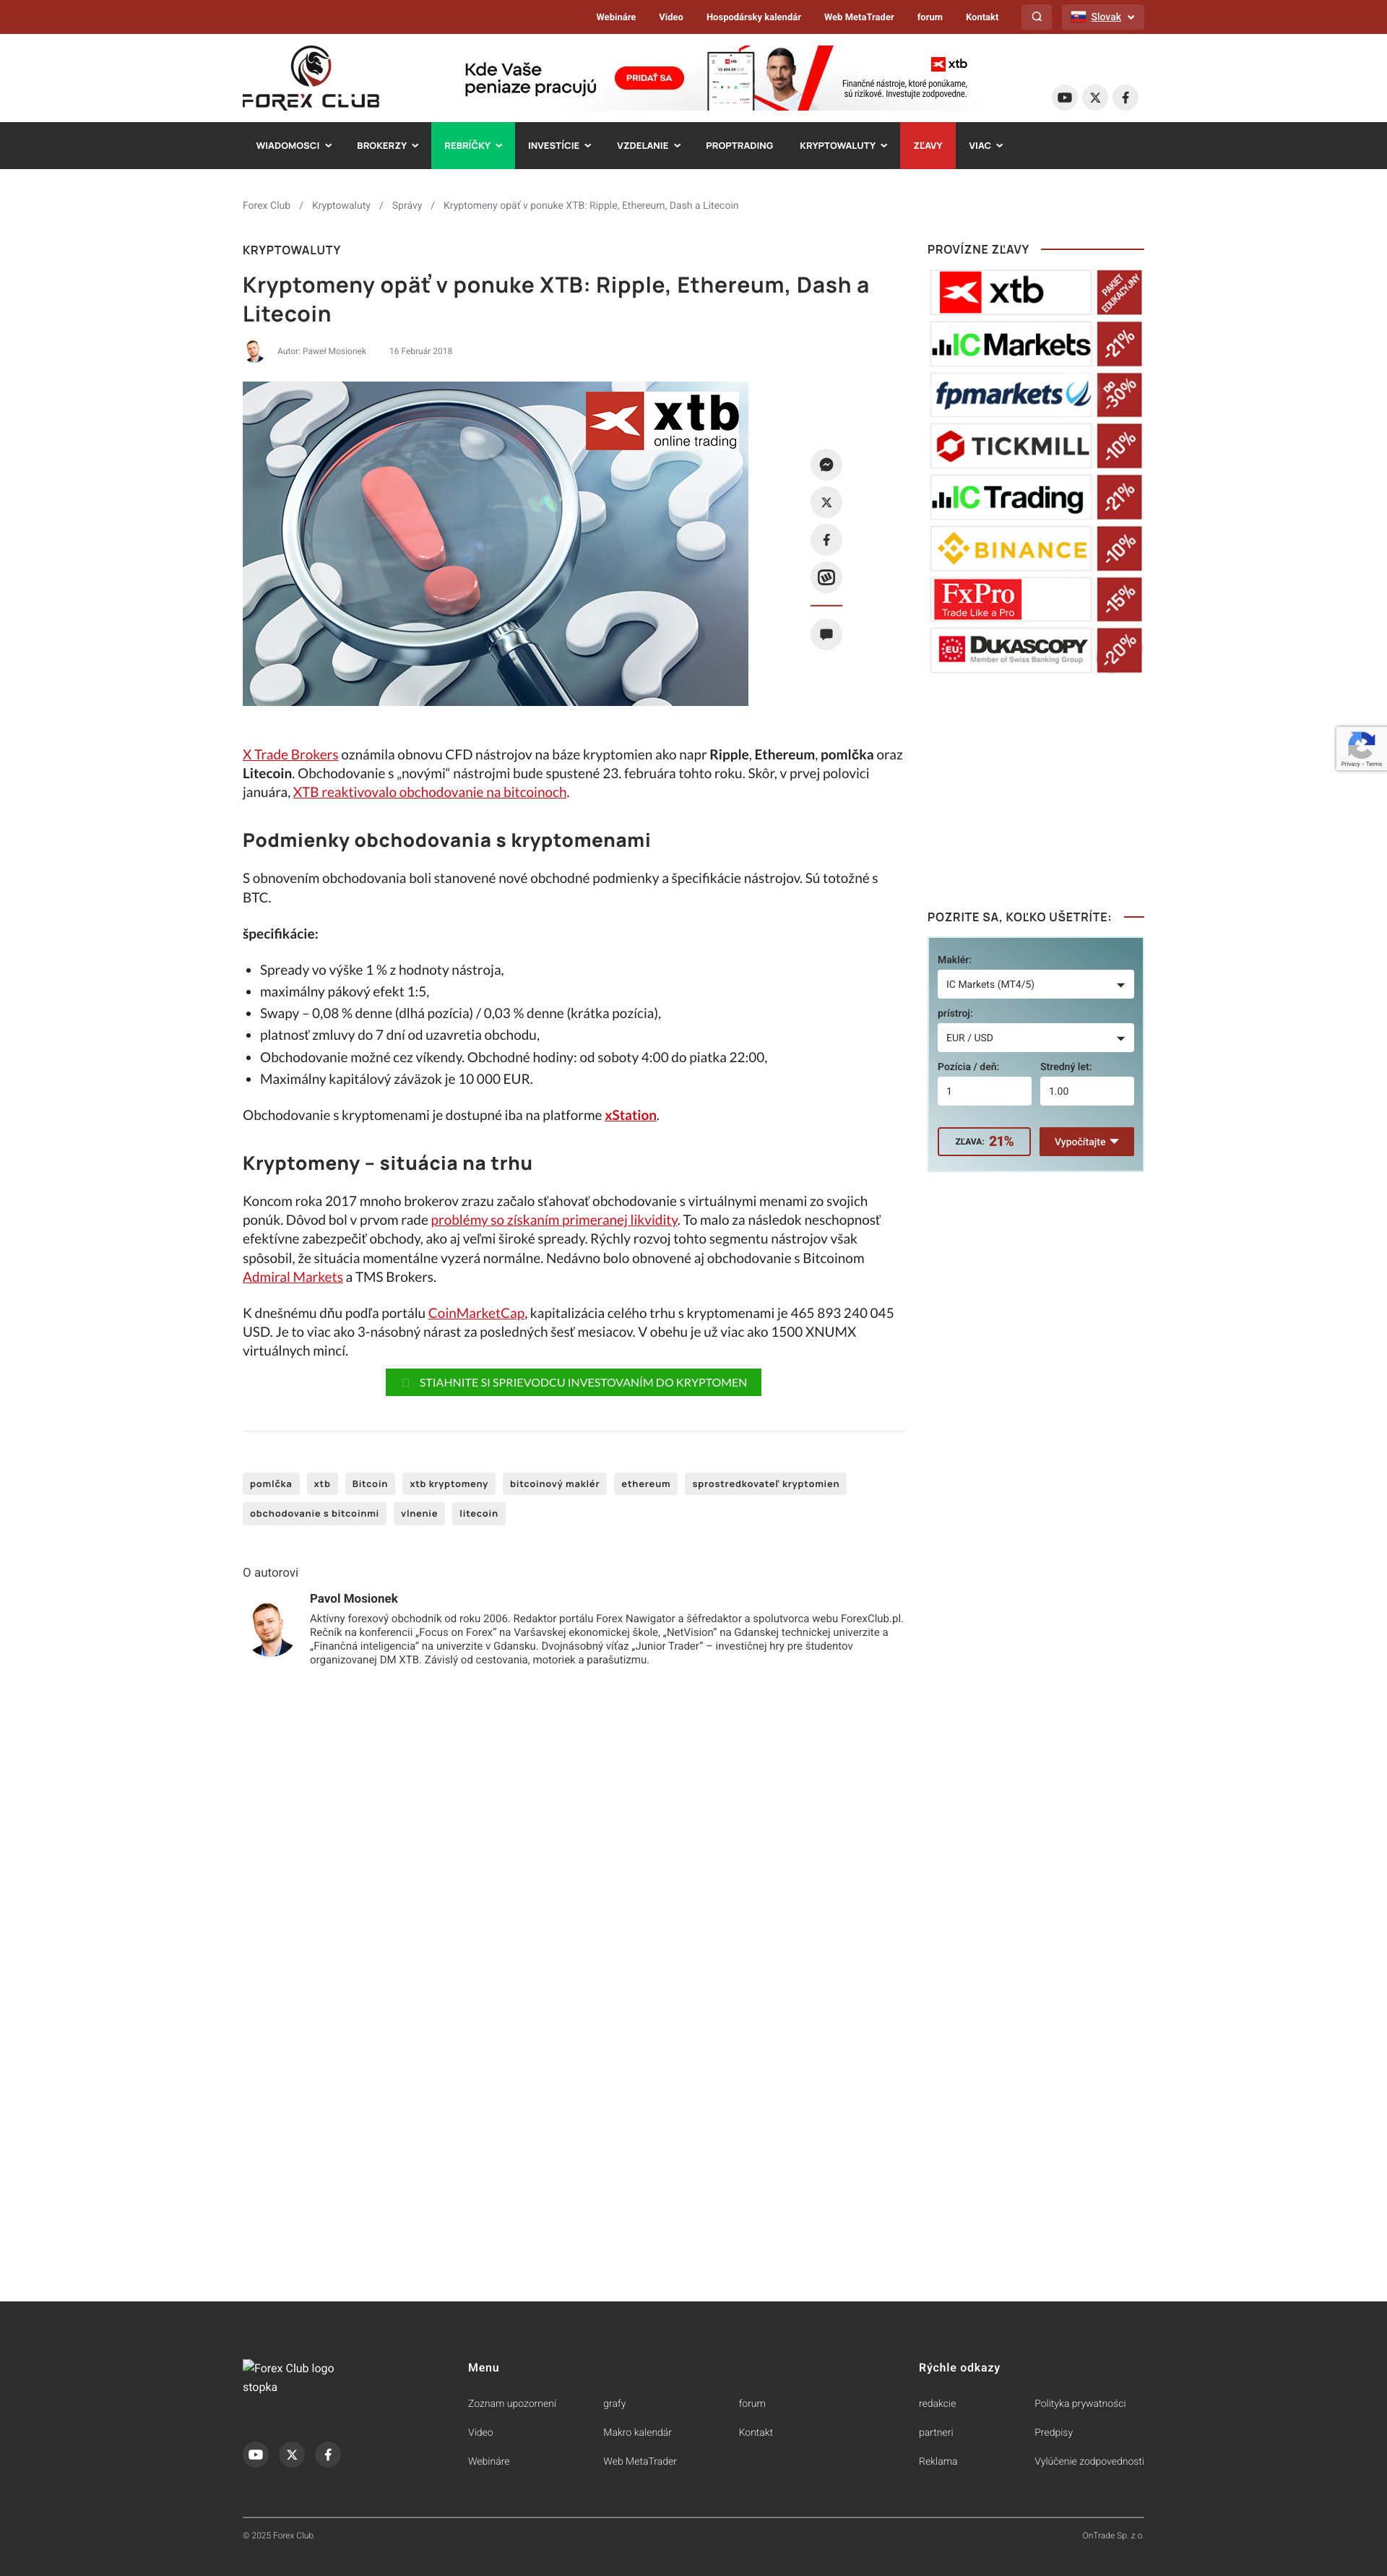 Webináre
Video
Hospodársky kalendár
Web MetaTrader
forum
Kontakt
Slovak
FOREX CLUB
Kde Vaše
peniaze pracujú
PRIDAŤ SA
xtb
Finančné nástroje, ktoré ponúkame,
sú rizikové. Investujte zodpovedne.
WIADOMOSCI
BROKERZY
REBRÍČKY
INVESTÍCIE
VZDELANIE
PROPTRADING
KRYPTOWALUTY
ZĽAVY
VIAC
Forex Club / Kryptowaluty / Správy / Kryptomeny opäť v ponuke XTB: Ripple, Ethereum, Dash a Litecoin
KRYPTOWALUTY
Kryptomeny opäť v ponuke XTB: Ripple, Ethereum, Dash a
Litecoin
Autor: Paweł Mosionek
16 Február 2018
xtb
online trading
X Trade Brokers oznámila obnovu CFD nástrojov na báze kryptomien ako napr Ripple, Ethereum, pomlčka oraz
Litecoin. Obchodovanie s „novými“ nástrojmi bude spustené 23. februára tohto roku. Skôr, v prvej polovici
januára, XTB reaktivovalo obchodovanie na bitcoinoch.
Podmienky obchodovania s kryptomenami
S obnovením obchodovania boli stanovené nové obchodné podmienky a špecifikácie nástrojov. Sú totožné s
BTC.
špecifikácie:
• Spready vo výške 1 % z hodnoty nástroja,
• maximálny pákový efekt 1:5,
• Swapy – 0,08 % denne (dlhá pozícia) / 0,03 % denne (krátka pozícia),
• platnosť zmluvy do 7 dní od uzavretia obchodu,
• Obchodovanie možné cez víkendy. Obchodné hodiny: od soboty 4:00 do piatka 22:00,
• Maximálny kapitálový záväzok je 10 000 EUR.
Obchodovanie s kryptomenami je dostupné iba na platforme xStation.
Kryptomeny – situácia na trhu
Koncom roka 2017 mnoho brokerov zrazu začalo sťahovať obchodovanie s virtuálnymi menami zo svojich
ponúk. Dôvod bol v prvom rade problémy so získaním primeranej likvidity. To malo za následok neschopnosť
efektívne zabezpečiť obchody, ako aj veľmi široké spready. Rýchly rozvoj tohto segmentu nástrojov však
spôsobil, že situácia momentálne vyzerá normálne. Nedávno bolo obnovené aj obchodovanie s Bitcoinom
Admiral Markets a TMS Brokers.
K dnešnému dňu podľa portálu CoinMarketCap, kapitalizácia celého trhu s kryptomenami je 465 893 240 045
USD. Je to viac ako 3-násobný nárast za posledných šesť mesiacov. V obehu je už viac ako 1500 XNUMX
virtuálnych mincí.
STIAHNITE SI SPRIEVODCU INVESTOVANÍM DO KRYPTOMEN
pomlčka
xtb
Bitcoin
xtb kryptomeny
bitcoinový maklér
ethereum
sprostredkovateľ kryptomien
obchodovanie s bitcoinmi
vlnenie
litecoin
O autorovi
Pavol Mosionek
Aktívny forexový obchodník od roku 2006. Redaktor portálu Forex Nawigator a šéfredaktor a spolutvorca webu ForexClub.pl.
Rečník na konferencii „Focus on Forex“ na Varšavskej ekonomickej škole, „NetVision“ na Gdanskej technickej univerzite a
„Finančná inteligencia“ na univerzite v Gdansku. Dvojnásobný víťaz „Junior Trader“ – investičnej hry pre študentov
organizovanej DM XTB. Závislý od cestovania, motoriek a parašutizmu.
PROVÍZNE ZĽAVY
xtb
PAKIET
EDUKACYJNY
IC Markets
-21%
fpmarkets
DO
-30%
TICKMILL
-10%
IC Trading
-21%
BINANCE
-10%
FxPro
Trade Like a Pro
-15%
EU
DUKASCOPY
Member of Swiss Banking Group
-20%
Privacy - Terms
POZRITE SA, KOĽKO UŠETRÍTE:
Maklér:
IC Markets (MT4/5)
prístroj:
EUR / USD
Pozícia / deň:
Stredný let:
1
1.00
ZĽAVA: 21%
Vypočítajte
Forex Club logo
stopka
Menu
Zoznam upozornení
grafy
forum
Video
Makro kalendár
Kontakt
Webináre
Web MetaTrader
Rýchle odkazy
redakcie
Polityka prywatności
partneri
Predpisy
Reklama
Vylúčenie zodpovednosti
© 2025 Forex Club
OnTrade Sp. z o.